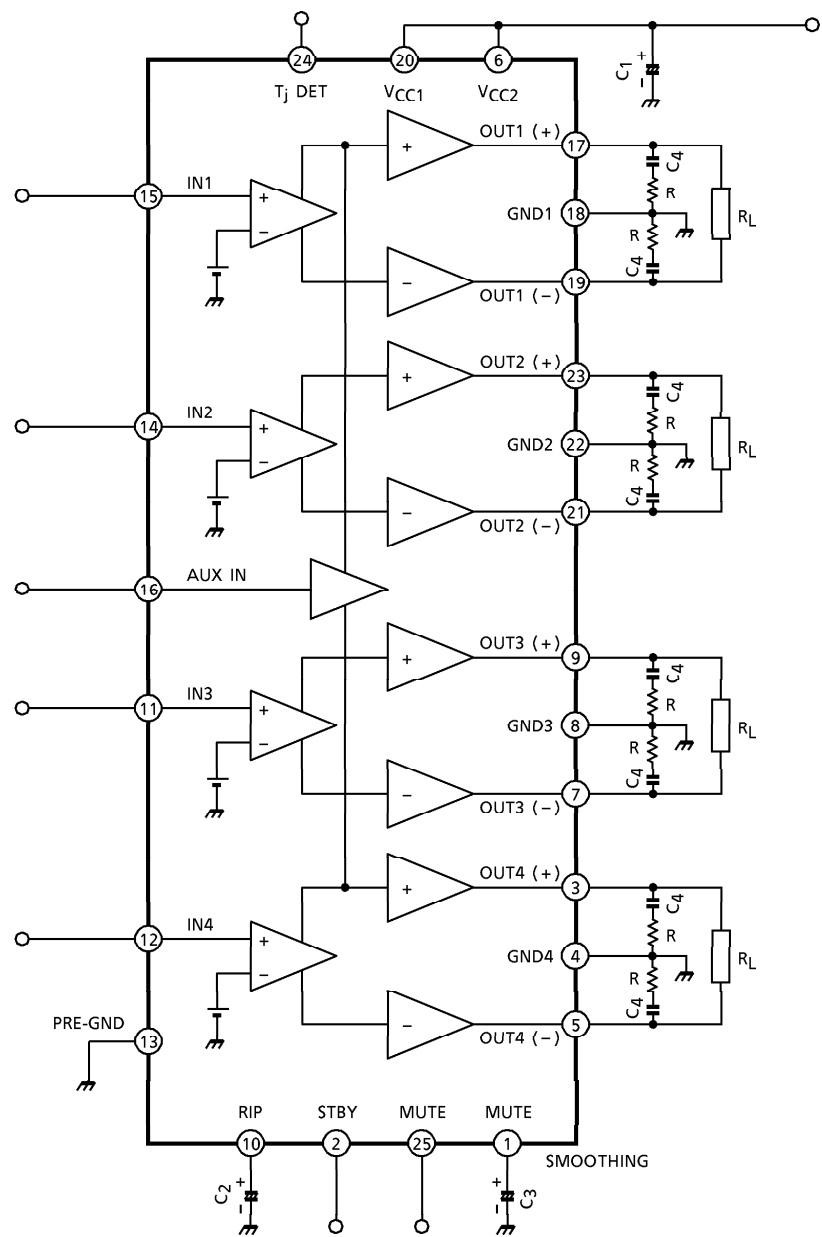 24 20 6
Tj DET VCC1 VCC2
C1 + -
OUT1 (+) 17
+
C4
R
15 IN1
+
-
GND1 18
RL
R
C4
-
OUT1 (-) 19
OUT2 (+) 23
+
C4
R
14 IN2
+
-
GND2 22
RL
R
C4
-
OUT2 (-) 21
16 AUX IN
OUT3 (+) 9
+
C4
R
11 IN3
+
-
GND3 8
RL
R
C4
-
OUT3 (-) 7
OUT4 (+) 3
+
C4
R
12 IN4
+
-
GND4 4
RL
R
C4
-
OUT4 (-) 5
PRE-GND
13
RIP STBY MUTE MUTE
10 2 25 1
SMOOTHING
C2 + -
+ - C3